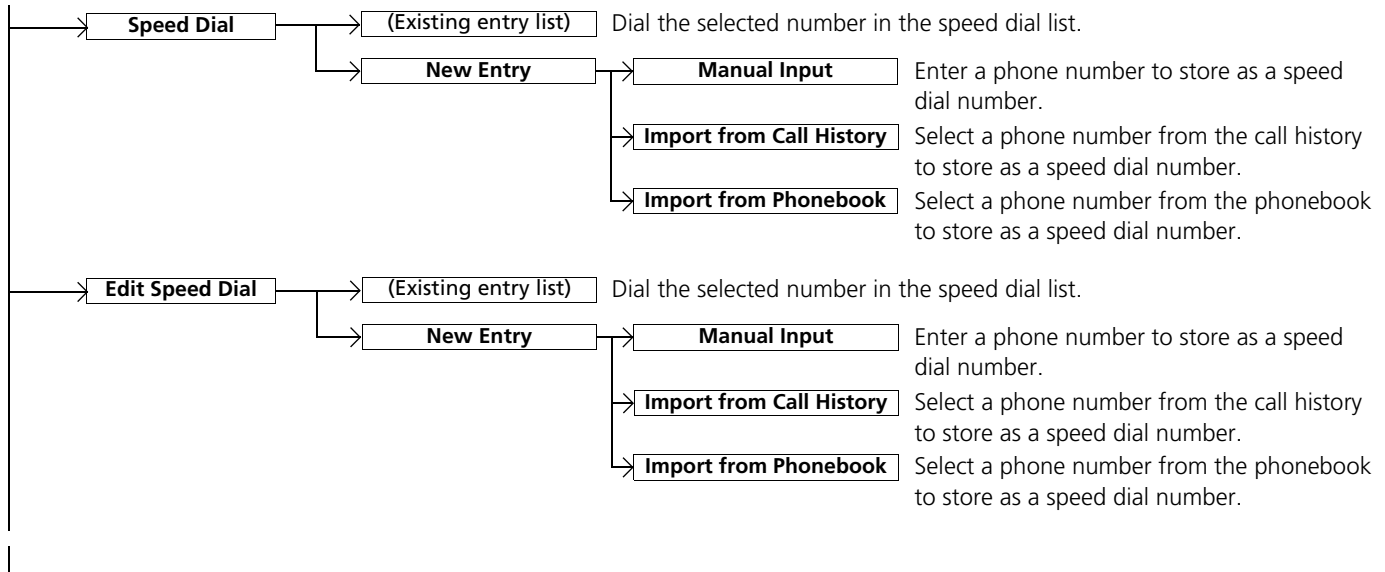 Speed Dial (Existing entry list) Dial the selected number in the speed dial list.
New Entry Manual Input Enter a phone number to store as a speed
dial number.
Import from Call History Select a phone number from the call history
to store as a speed dial number.
Import from Phonebook Select a phone number from the phonebook
to store as a speed dial number.
Edit Speed Dial (Existing entry list) Dial the selected number in the speed dial list.
New Entry Manual Input Enter a phone number to store as a speed
dial number.
Import from Call History Select a phone number from the call history
to store as a speed dial number.
Import from Phonebook Select a phone number from the phonebook
to store as a speed dial number.